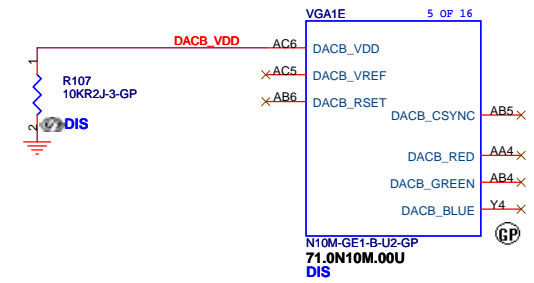 VGA1E 5 OF 16
DACB_VDD AC6 DACB_VDD
1
R107
10KR2J-3-GP
2
DIS
AC5 DACB_VREF
AB6 DACB_RSET
DACB_CSYNC AB5
DACB_RED AA4
DACB_GREEN AB4
DACB_BLUE Y4
GP
N10M-GE1-B-U2-GP
71.0N10M.00U
DIS